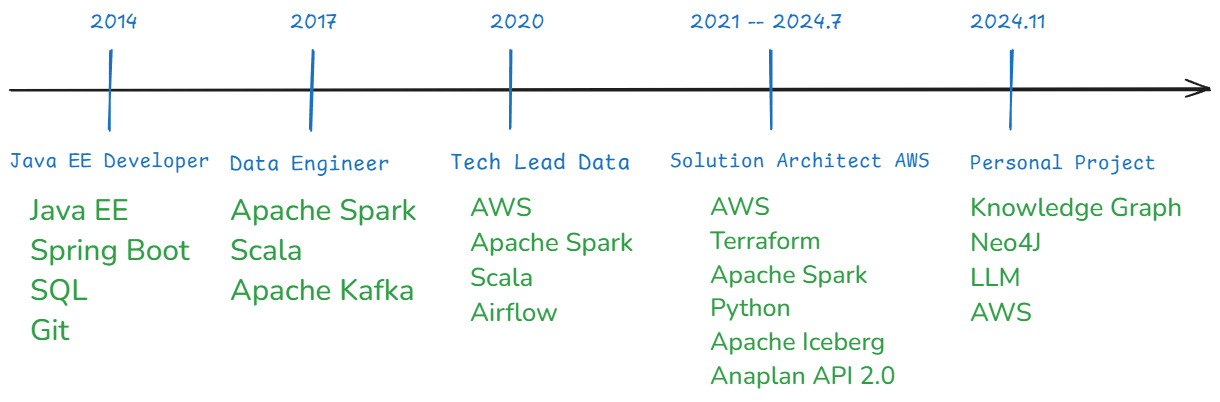 2014
2017
2020
2021 -- 2024.7
2024.11
Java EE Developer
Data Engineer
Tech Lead Data
Solution Architect AWS
Personal Project
Java EE
Spring Boot
SQL
Git
Apache Spark
Scala
Apache Kafka
AWS
Apache Spark
Scala
Airflow
AWS
Terraform
Apache Spark
Python
Apache Iceberg
Anaplan API 2.0
Knowledge Graph
Neo4J
LLM
AWS